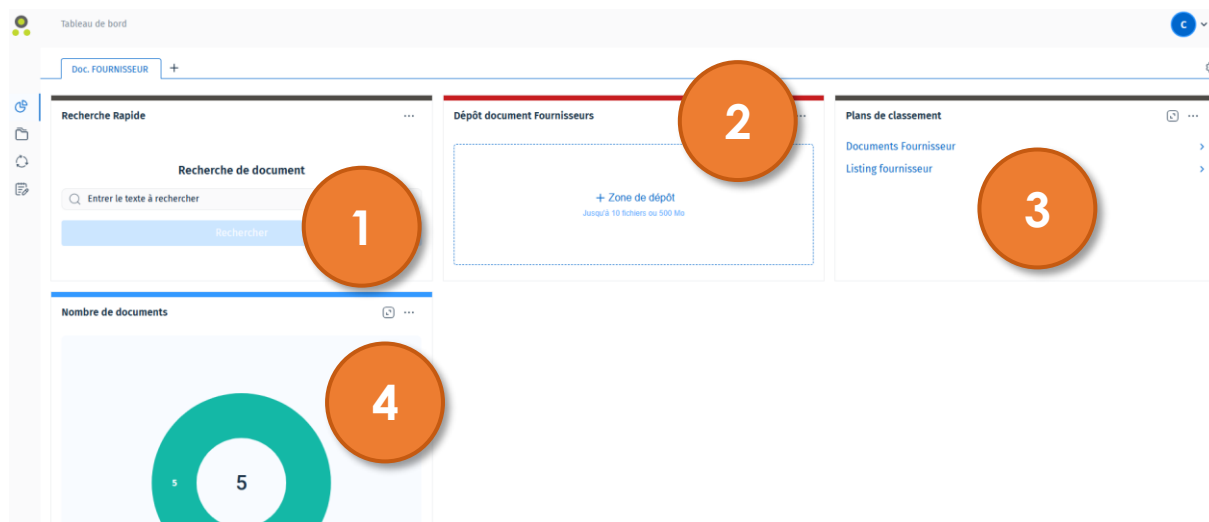 Tableau de bord
C
Doc. FOURNISSEUR +
Recherche Rapide
Recherche de document
Entrer le texte à rechercher
Rechercher
1
Dépôt document Fournisseurs
2
+ Zone de dépôt
Jusqu'à 10 fichiers ou 500 Mo
Plans de classement
Documents Fournisseur
Listing fournisseur
3
Nombre de documents
4
5
5